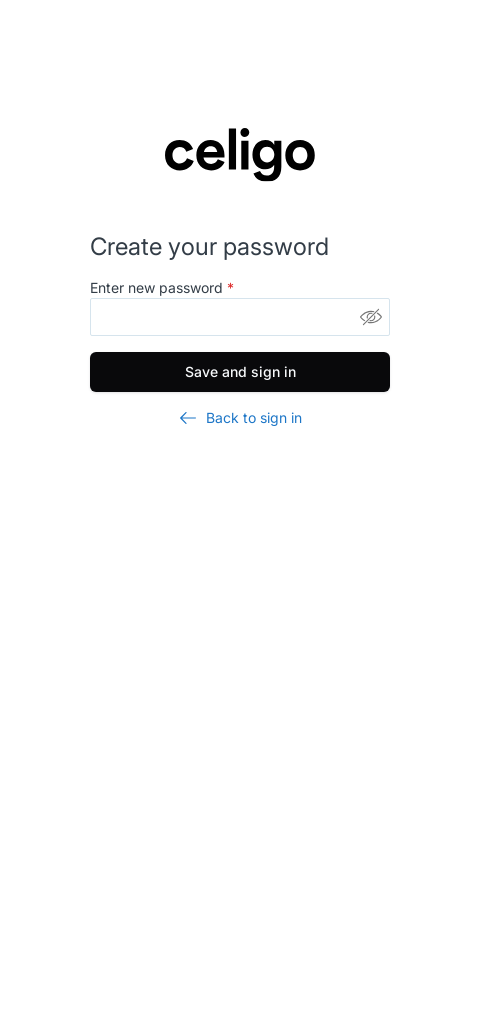 celigo
Create your password
Enter new password *
Save and sign in
Back to sign in